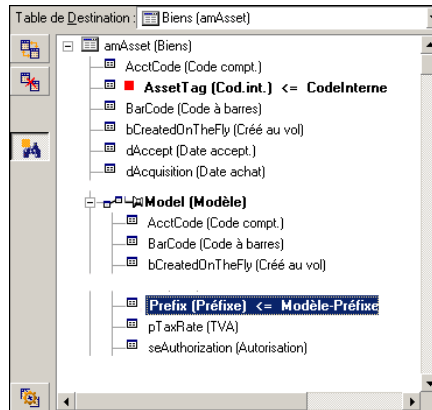 Table de Destination : Biens (amAsset)
amAsset (Biens)
AcctCode (Code compt.)
AssetTag (Cod.int.) <= CodeInterne
BarCode (Code à barres)
bCreatedOnTheFly (Créé au vol)
dAccept (Date accept.)
dAcquisition (Date achat)
Model (Modèle)
AcctCode (Code compt.)
BarCode (Code à barres)
bCreatedOnTheFly (Créé au vol)
Prefix (Préfixe) <= Modèle-Préfixe
pTaxRate (TVA)
seAuthorization (Autorisation)